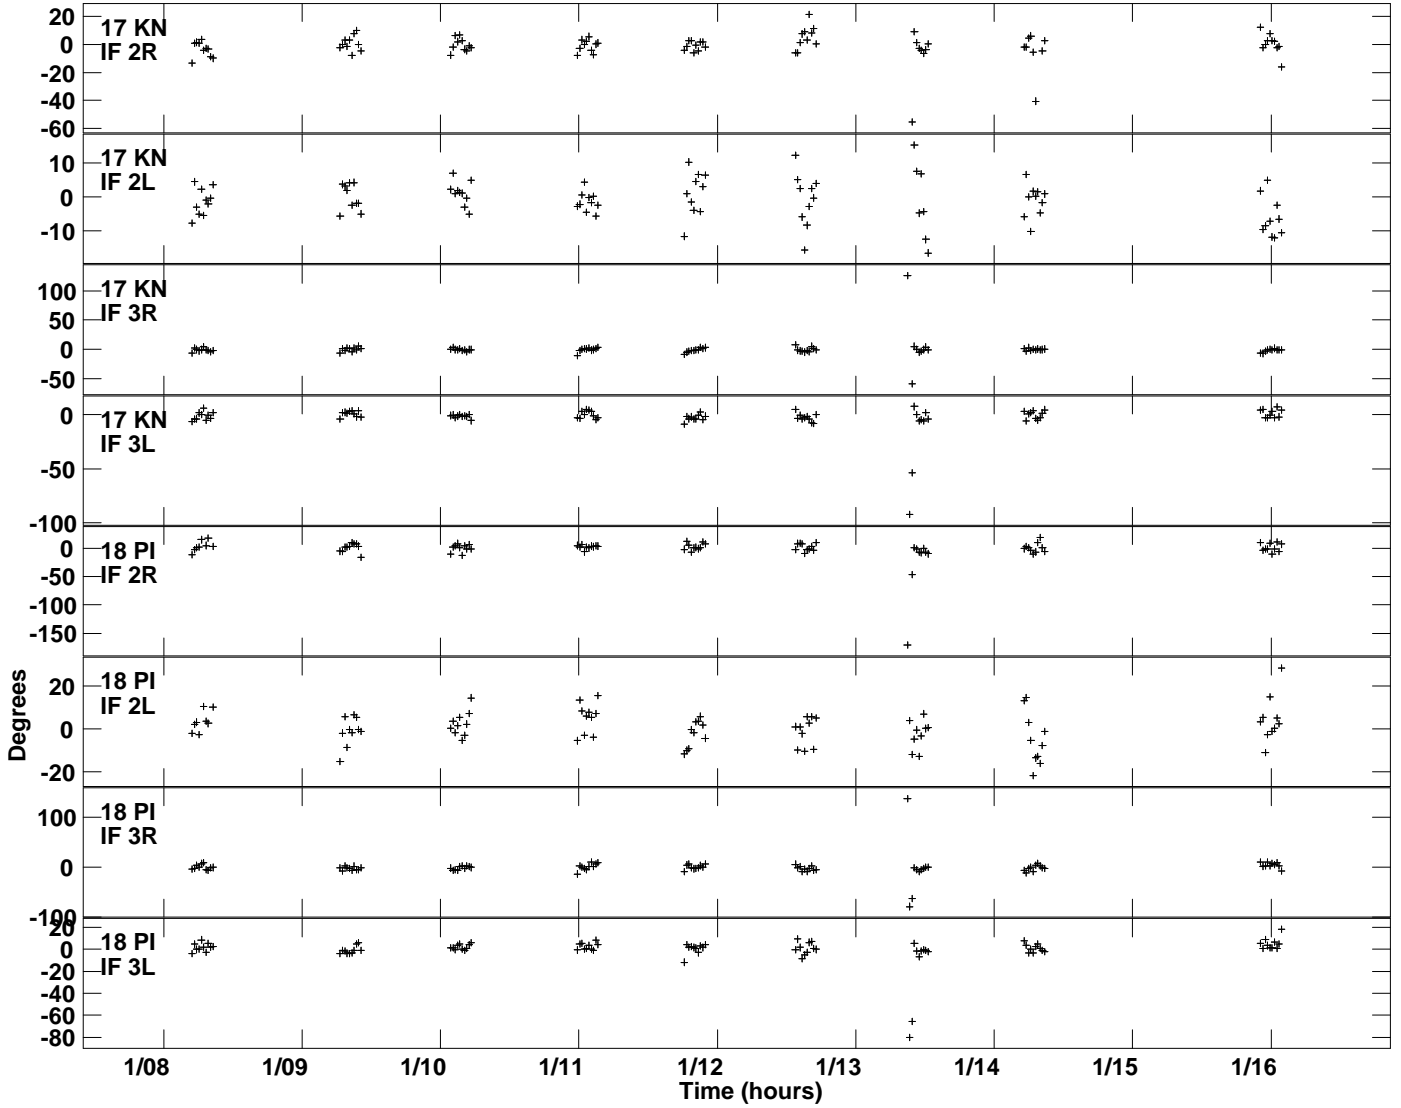 20
0
-20
-40
-60
17 KN
IF 2R
10
0
-10
17 KN
IF 2L
100
50
0
-50
17 KN
IF 3R
0
-50
-100
17 KN
IF 3L
0
-50
-100
-150
18 PI
IF 2R
20
0
-20
18 PI
IF 2L
100
0
-100
18 PI
IF 3R
20
0
-20
-40
-60
-80
18 PI
IF 3L
Degrees
1/08 1/09 1/10 1/11 1/12 1/13 1/14 1/15 1/16
Time (hours)